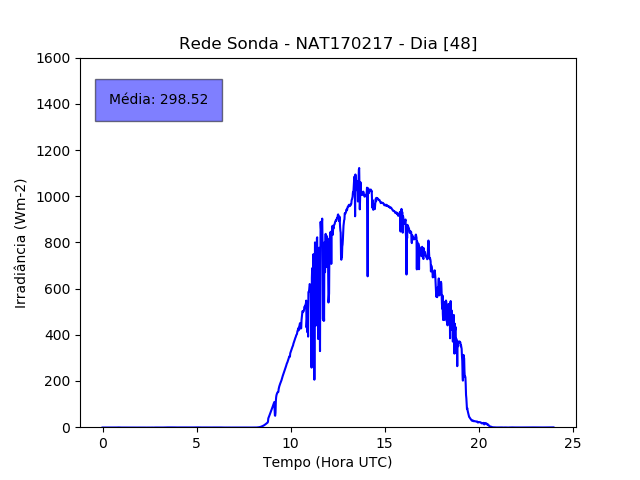 Rede Sonda - NAT170217 - Dia [48]
1600
1400
1200
1000
800
600
400
200
0
Média: 298.52
Irradiância (Wm-2)
0 5 10 15 20 25
Tempo (Hora UTC)